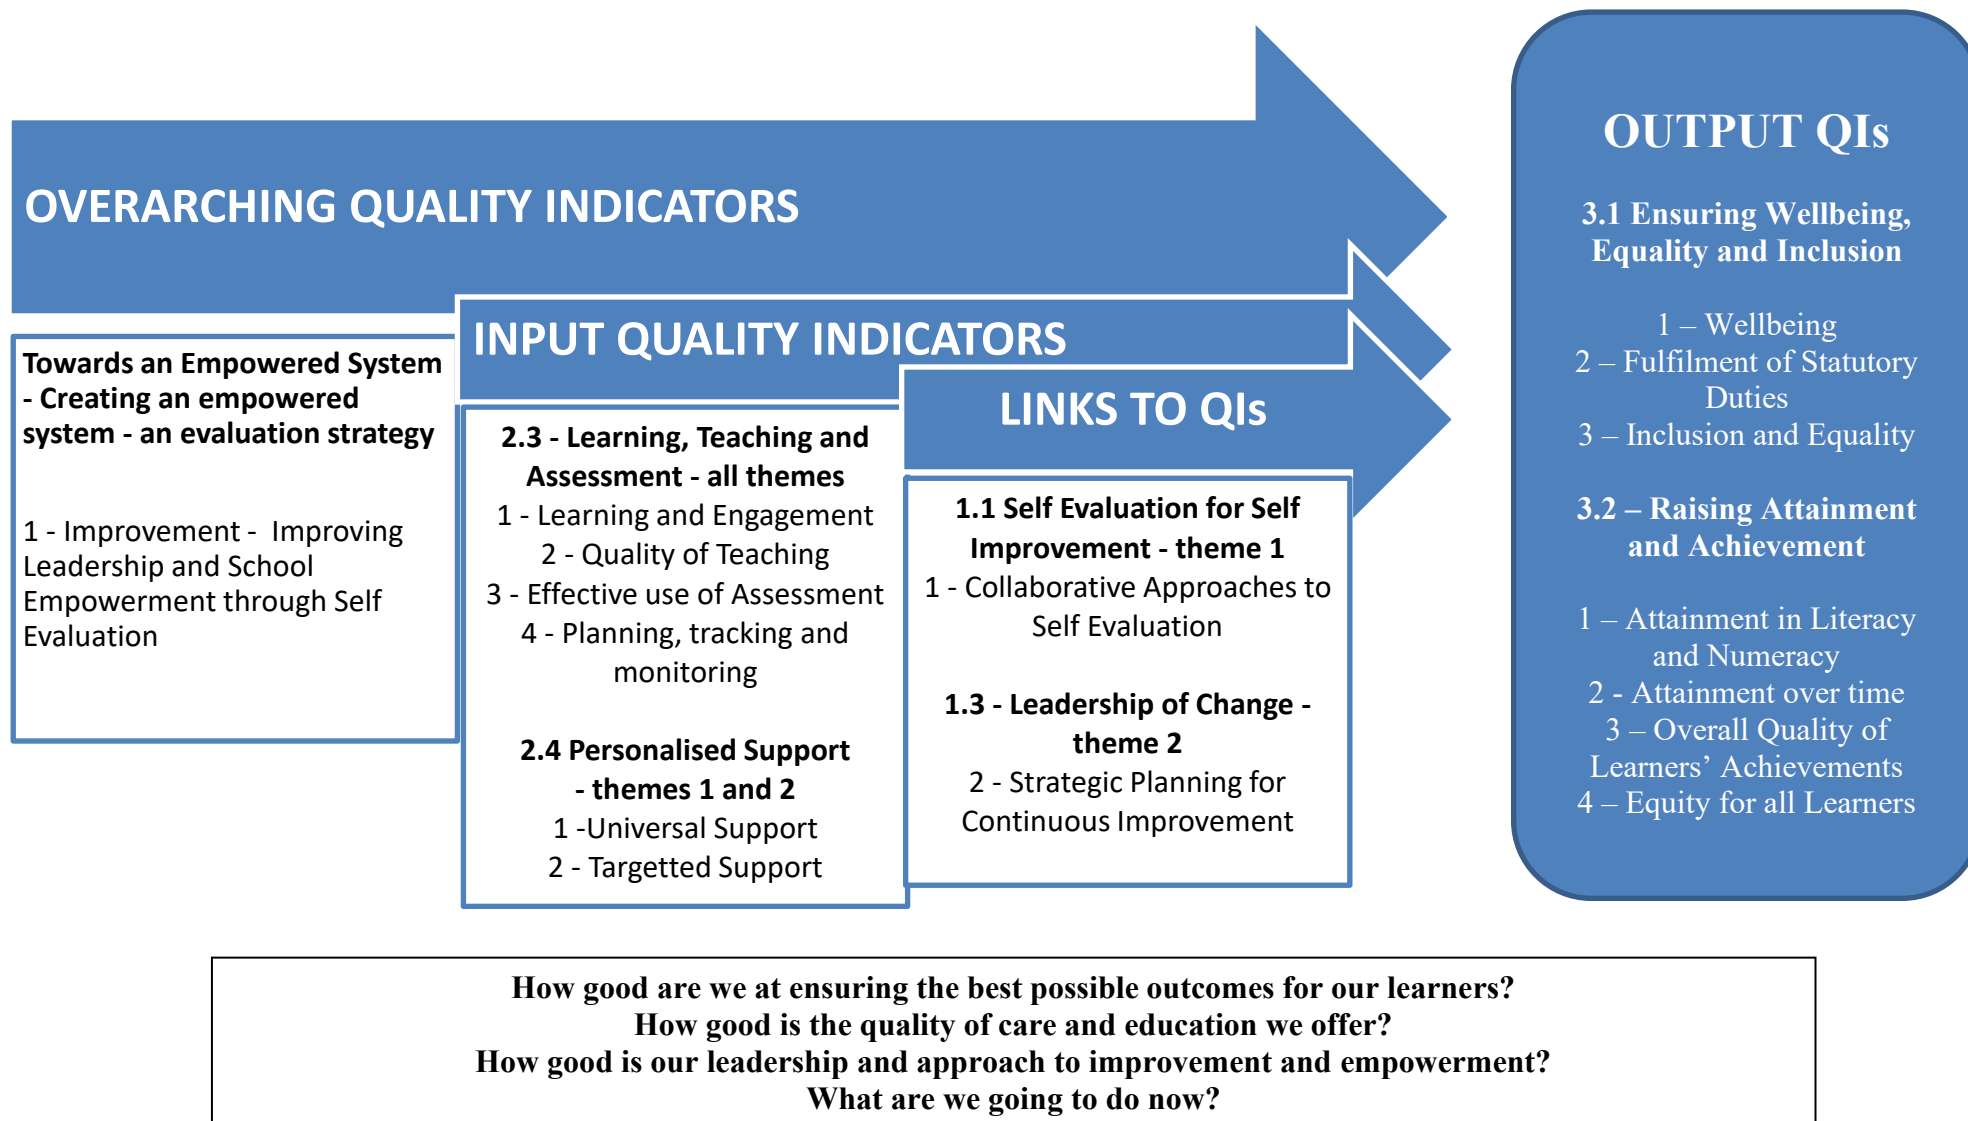 OVERARCHING QUALITY INDICATORS
Towards an Empowered System
- Creating an empowered
system - an evaluation strategy
1 - Improvement -  Improving
Leadership and School
Empowerment through Self
Evaluation
INPUT QUALITY INDICATORS
2.3 - Learning, Teaching and
Assessment - all themes
1 - Learning and Engagement
2 - Quality of Teaching
3 - Effective use of Assessment
4 - Planning, tracking and
monitoring
2.4 Personalised Support
- themes 1 and 2
1 -Universal Support
2 - Targetted Support
LINKS TO QIs
1.1 Self Evaluation for Self
Improvement - theme 1
1 - Collaborative Approaches to
Self Evaluation
1.3 - Leadership of Change -
theme 2
2 - Strategic Planning for
Continuous Improvement
OUTPUT QIs
3.1 Ensuring Wellbeing,
Equality and Inclusion
1 – Wellbeing
2 – Fulfilment of Statutory
Duties
3 – Inclusion and Equality
3.2 – Raising Attainment
and Achievement
1 – Attainment in Literacy
and Numeracy
2 - Attainment over time
3 – Overall Quality of
Learners’ Achievements
4 – Equity for all Learners
How good are we at ensuring the best possible outcomes for our learners?
How good is the quality of care and education we offer?
How good is our leadership and approach to improvement and empowerment?
What are we going to do now?